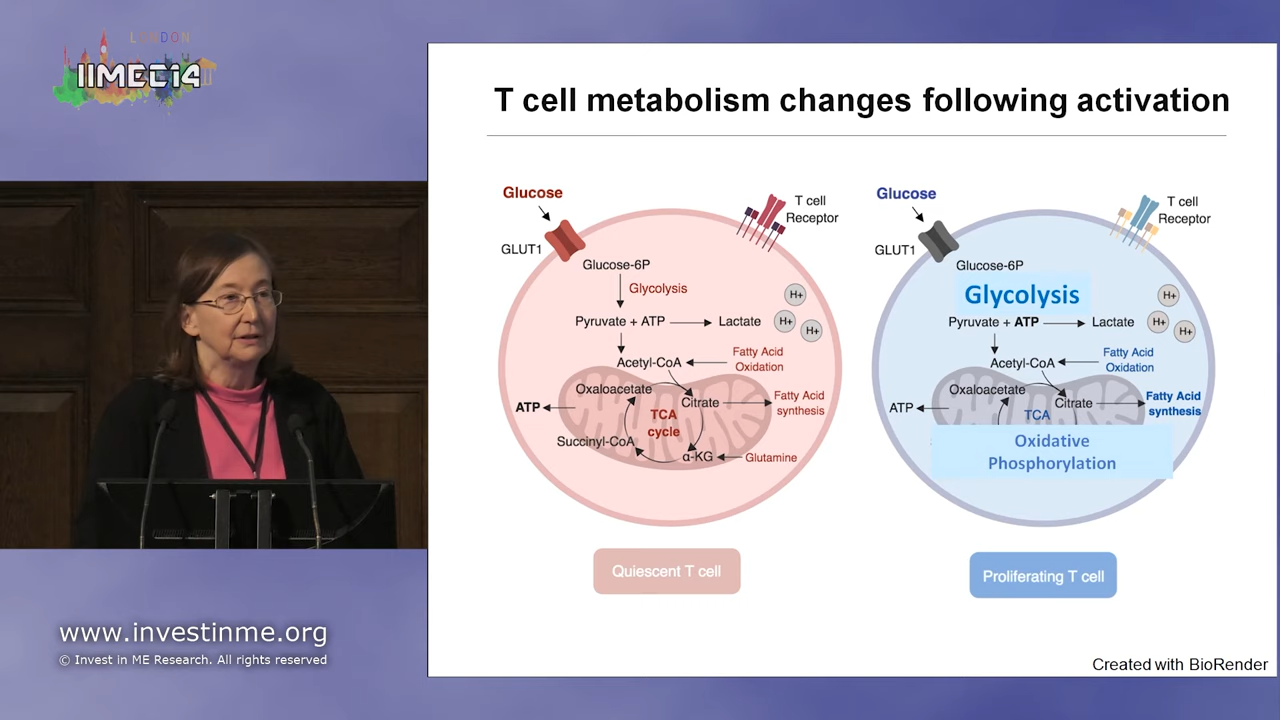 LONDON
IIMEC14
T cell metabolism changes following activation
Glucose
GLUT1
T cell
Receptor
Glucose-6P
Glycolysis
Pyruvate + ATP
Lactate
H+
H+
H+
Acetyl-CoA
Fatty Acid
Oxidation
Oxaloacetate
Citrate
Fatty Acid
synthesis
ATP
TCA
cycle
Succinyl-CoA
α-KG
Glutamine
Quiescent T cell
Glucose
GLUT1
T cell
Receptor
Glucose-6P
Glycolysis
Pyruvate + ATP
Lactate
H+
H+
H+
Acetyl-CoA
Fatty Acid
Oxidation
Oxaloacetate
Citrate
Fatty Acid
synthesis
ATP
TCA
Oxidative
Phosphorylation
Proliferating T cell
www.investinme.org
© Invest in ME Research. All rights reserved
Created with BioRender